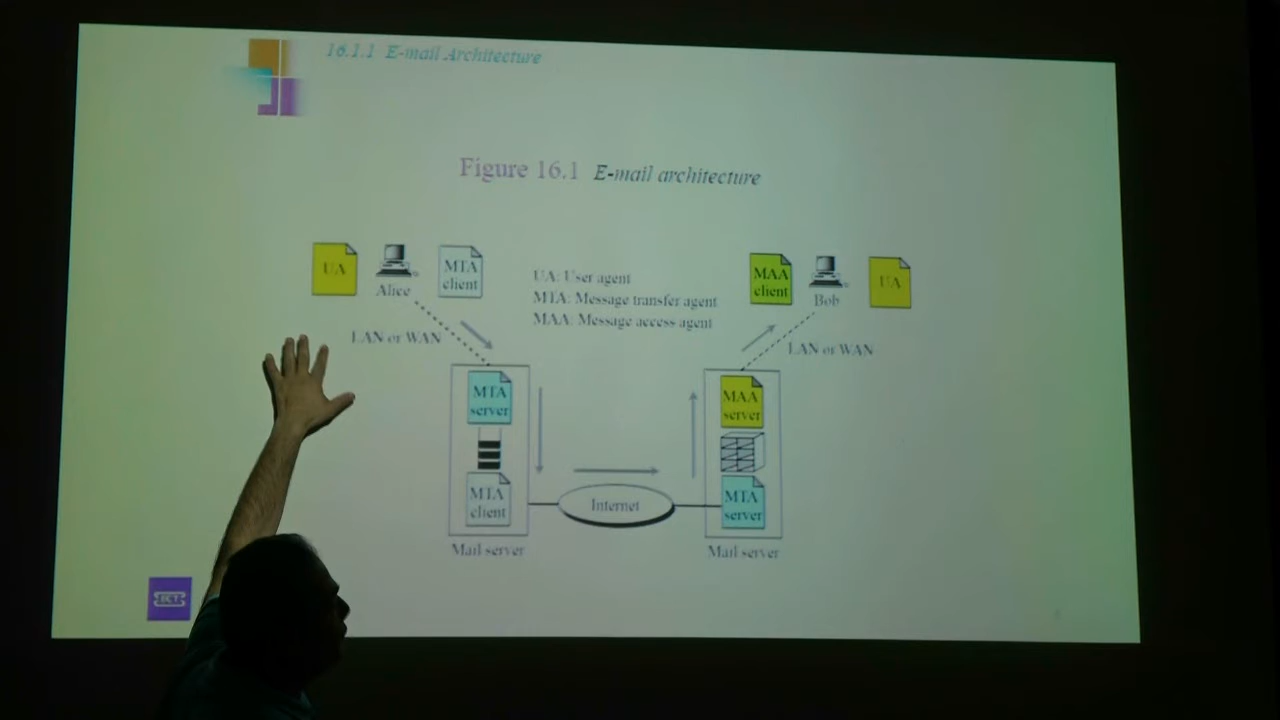 16.1.1 E-mail Architecture
Figure 16.1 E-mail architecture
UA
Alice
MTA
client
UA: User agent
MTA: Message transfer agent
MAA: Message access agent
MAA
client
Bob
UA
LAN or WAN
LAN or WAN
MTA
server
MAA
server
MTA
client
Internet
MTA
server
Mail server
Mail server